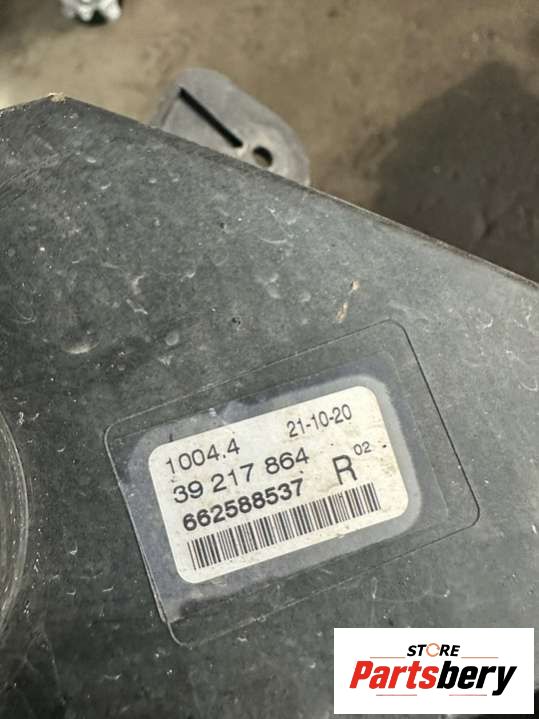 1004.4 21-10-20
39 217 864 R 02
662588537
STORE
Partsbery